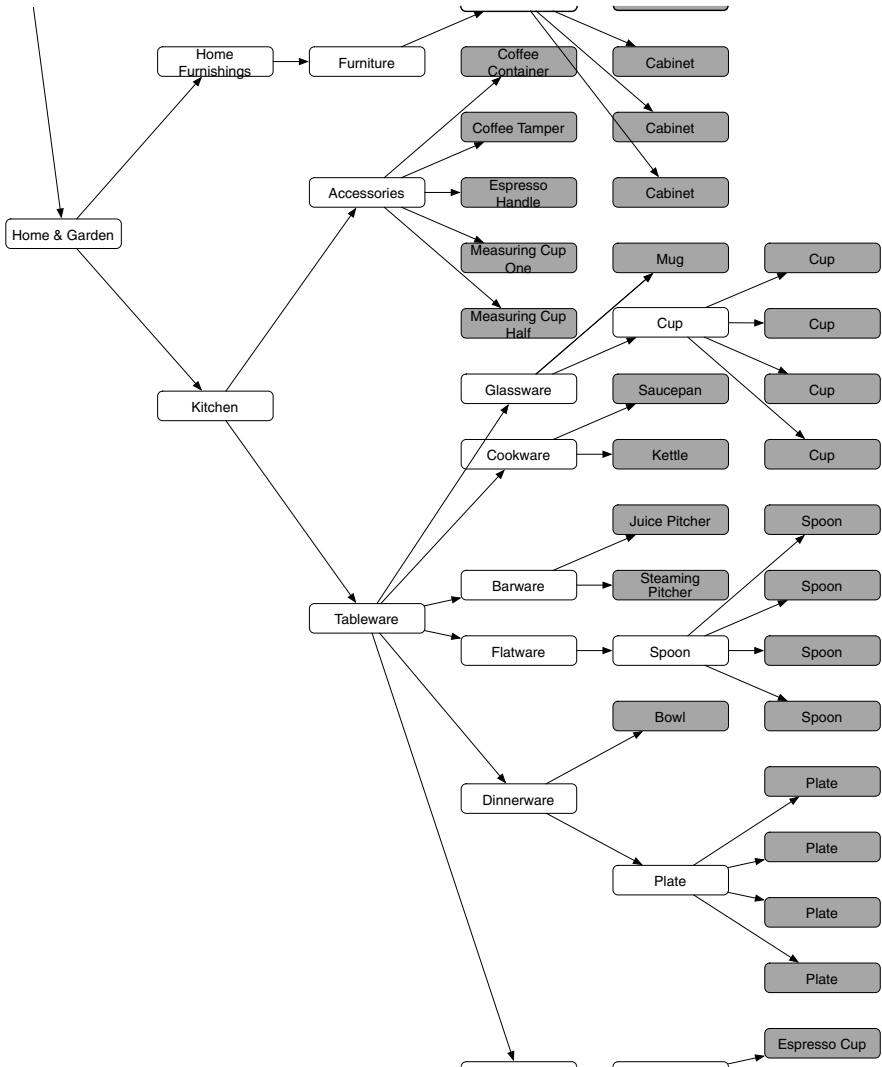 Home
Furnishings
Furniture
Coffee
Container
Cabinet
Coffee Tamper
Cabinet
Accessories
Espresso
Handle
Cabinet
Home & Garden
Measuring Cup
One
Mug
Cup
Measuring Cup
Half
Cup
Cup
Kitchen
Glassware
Saucepan
Cup
Cookware
Kettle
Cup
Juice Pitcher
Spoon
Barware
Steaming
Pitcher
Spoon
Tableware
Flatware
Spoon
Spoon
Bowl
Spoon
Dinnerware
Plate
Plate
Plate
Plate
Plate
Espresso Cup